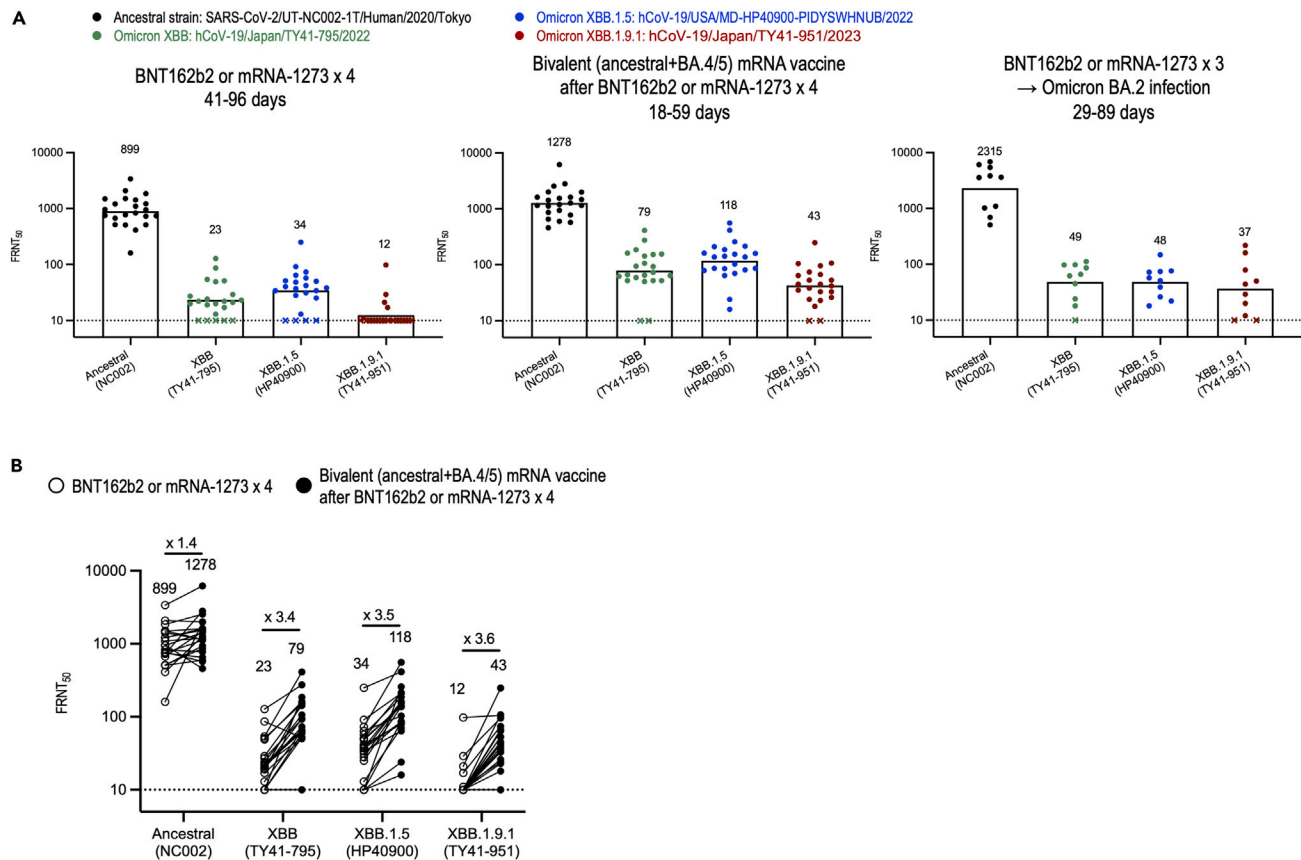 A
Ancestral strain: SARS-CoV-2/UT-NC002-1T/Human/2020/Tokyo
Omicron XBB: hCoV-19/Japan/TY41-795/2022
Omicron XBB.1.5: hCoV-19/USA/MD-HP40900-PIDYSWHNUB/2022
Omicron XBB.1.9.1: hCoV-19/Japan/TY41-951/2023
BNT162b2 or mRNA-1273 x 4
41-96 days
FRNT50
10000
1000
100
10
899
23
34
12
Ancestral
(NC002)
XBB
(TY41-795)
XBB.1.5
(HP40900)
XBB.1.9.1
(TY41-951)
Bivalent (ancestral+BA.4/5) mRNA vaccine
after BNT162b2 or mRNA-1273 x 4
18-59 days
FRNT50
10000
1000
100
10
1278
79
118
43
Ancestral
(NC002)
XBB
(TY41-795)
XBB.1.5
(HP40900)
XBB.1.9.1
(TY41-951)
BNT162b2 or mRNA-1273 x 3
→ Omicron BA.2 infection
29-89 days
FRNT50
10000
1000
100
10
2315
49
48
37
Ancestral
(NC002)
XBB
(TY41-795)
XBB.1.5
(HP40900)
XBB.1.9.1
(TY41-951)
B
BNT162b2 or mRNA-1273 x 4
Bivalent (ancestral+BA.4/5) mRNA vaccine
after BNT162b2 or mRNA-1273 x 4
FRNT50
10000
1000
100
10
x 1.4
899
1278
x 3.4
23
79
x 3.5
34
118
x 3.6
12
43
Ancestral
(NC002)
XBB
(TY41-795)
XBB.1.5
(HP40900)
XBB.1.9.1
(TY41-951)